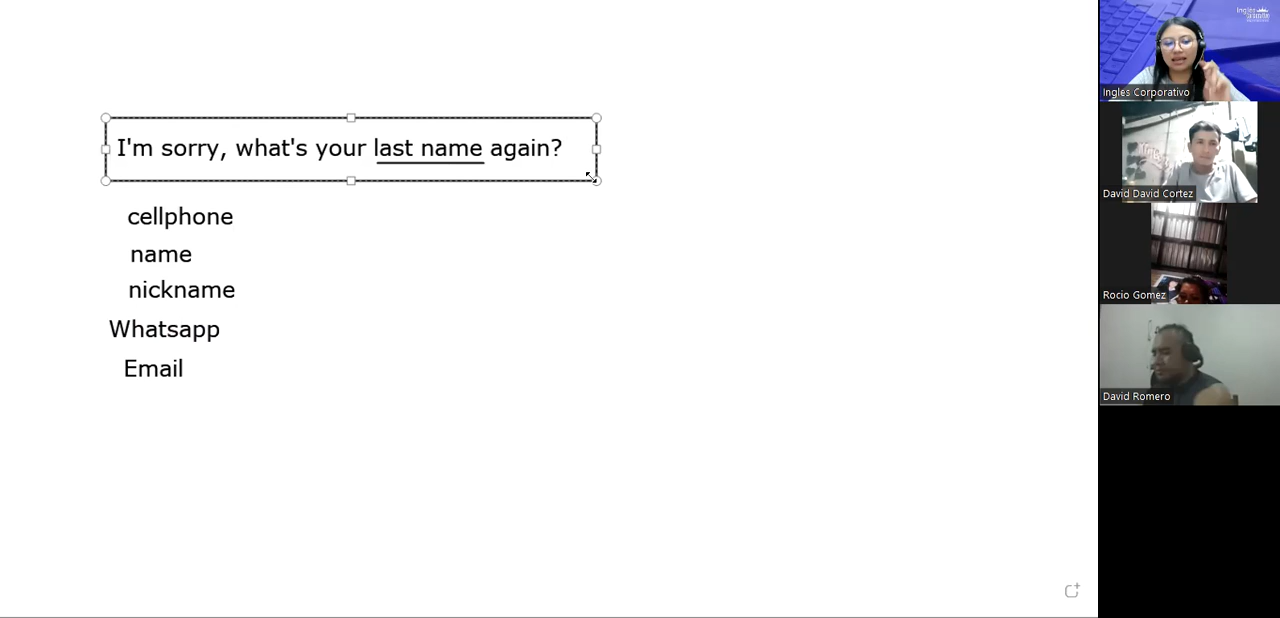 I'm sorry, what's your last name again?
cellphone
name
nickname
Whatsapp
Email
Ingles Corporativo
David David Cortez
Rocio Gomez
David Romero